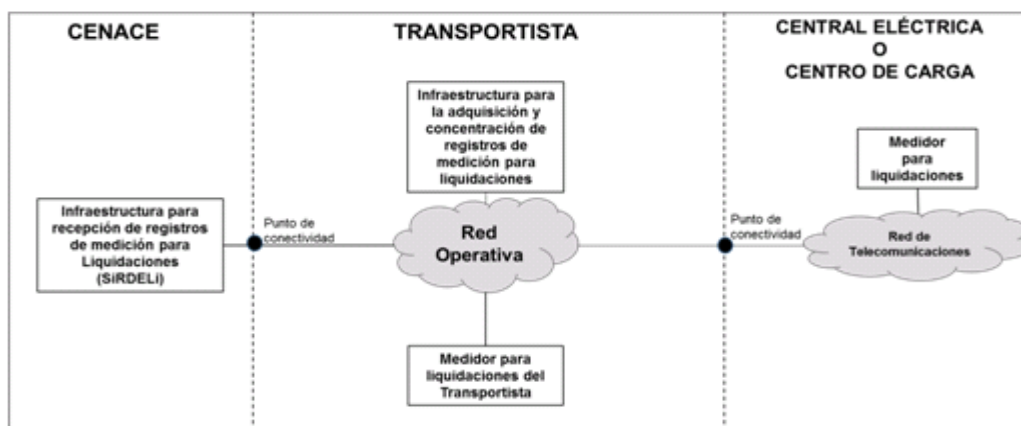 CENACE
TRANSPORTISTA
CENTRAL ELÉCTRICA
O
CENTRO DE CARGA
Infraestructura para
la adquisición y
concentración de
registros de
medición para
liquidaciones
Medidor
para
liquidaciones
Infraestructura para
recepción de registros
de medición para
Liquidaciones
(SiRDELi)
Punto de
conectividad
Red
Operativa
Punto de
conectividad
Red de
Telecomunicaciones
Medidor para
liquidaciones del
Transportista